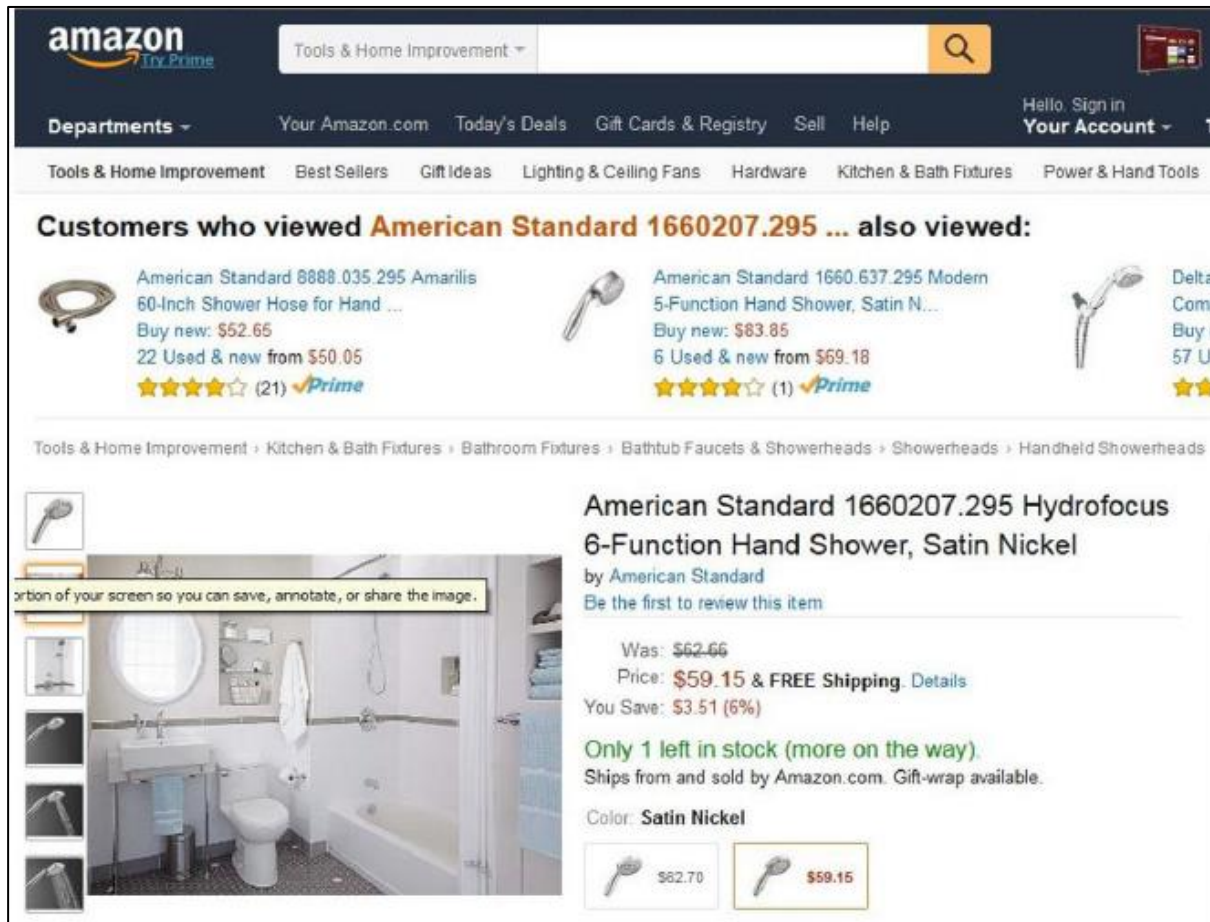 amazon
Try Prime
Tools & Home Improvement
Hello. Sign in
Departments
Your Amazon.com
Today's Deals
Gift Cards & Registry
Sell
Help
Your Account
Tools & Home Improvement
Best Sellers
Gift Ideas
Lighting & Ceiling Fans
Hardware
Kitchen & Bath Fixtures
Power & Hand Tools
Customers who viewed American Standard 1660207.295 ... also viewed:
American Standard 8888.035.295 Amarilis
60-Inch Shower Hose for Hand ...
Buy new: $52.65
22 Used & new from $50.05
(21) Prime
American Standard 1660.637.295 Modern
5-Function Hand Shower, Satin N...
Buy new: $83.85
6 Used & new from $69.18
(1) Prime
Delta
Com
Buy
57 U
Tools & Home Improvement › Kitchen & Bath Fixtures › Bathroom Fixtures › Bathtub Faucets & Showerheads › Showerheads › Handheld Showerheads
American Standard 1660207.295 Hydrofocus
6-Function Hand Shower, Satin Nickel
by American Standard
Be the first to review this item
ortion of your screen so you can save, annotate, or share the image.
Was: $62.66
Price: $59.15 & FREE Shipping. Details
You Save: $3.51 (6%)
Only 1 left in stock (more on the way).
Ships from and sold by Amazon.com. Gift-wrap available.
Color: Satin Nickel
$62.70
$59.15